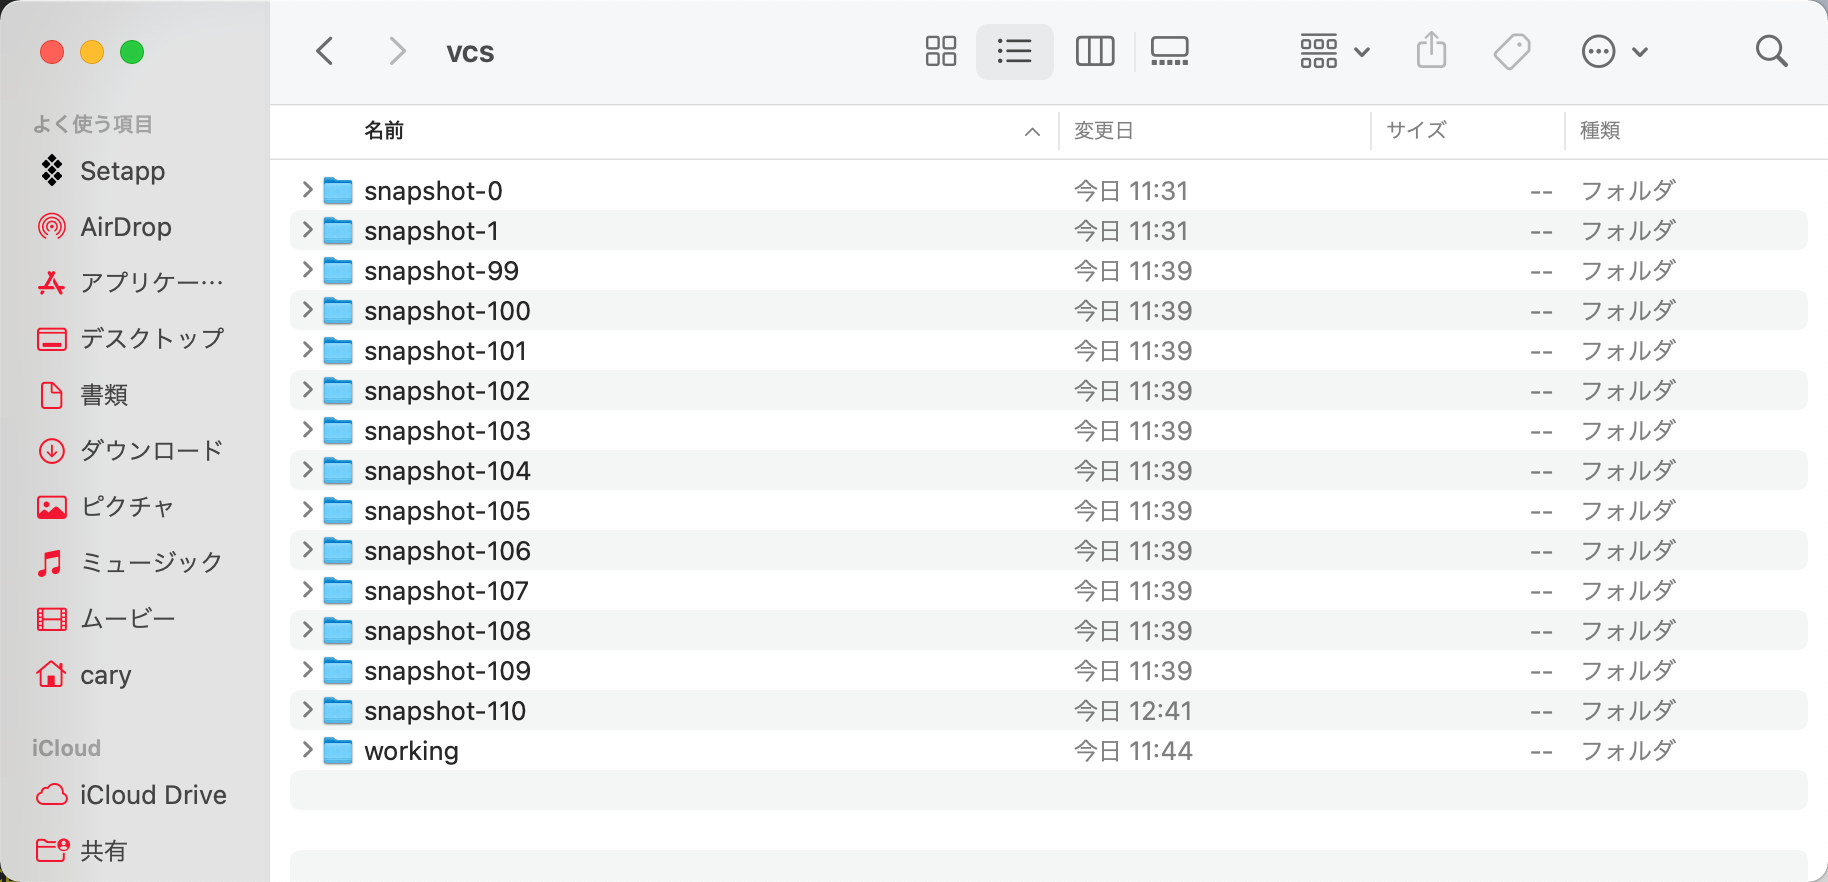 vcs
よく使う項目
Setapp
AirDrop
アプリケー…
デスクトップ
書類
ダウンロード
ピクチャ
ミュージック
ムービー
cary
iCloud
iCloud Drive
共有
名前 変更日 サイズ 種類
snapshot-0 今日 11:31 -- フォルダ
snapshot-1 今日 11:31 -- フォルダ
snapshot-99 今日 11:39 -- フォルダ
snapshot-100 今日 11:39 -- フォルダ
snapshot-101 今日 11:39 -- フォルダ
snapshot-102 今日 11:39 -- フォルダ
snapshot-103 今日 11:39 -- フォルダ
snapshot-104 今日 11:39 -- フォルダ
snapshot-105 今日 11:39 -- フォルダ
snapshot-106 今日 11:39 -- フォルダ
snapshot-107 今日 11:39 -- フォルダ
snapshot-108 今日 11:39 -- フォルダ
snapshot-109 今日 11:39 -- フォルダ
snapshot-110 今日 12:41 -- フォルダ
working 今日 11:44 -- フォルダ